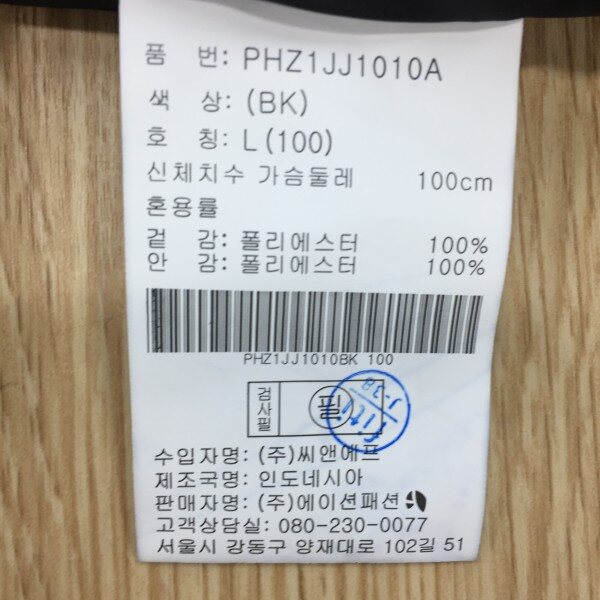 품 번: PHZ1JJ1010A
색 상: (BK)
호 칭: L(100)
신체치수 가슴둘레 100cm
혼용률
겉 감: 폴리에스터 100%
안 감: 폴리에스터 100%
PHZ1JJ1010BK 100
검사필 필
fiti J-38
수입자명: (주)씨앤에프
제조국명: 인도네시아
판매자명: (주)에이션패션
고객상담실: 080-230-0077
서울시 강동구 양재대로 102길 51